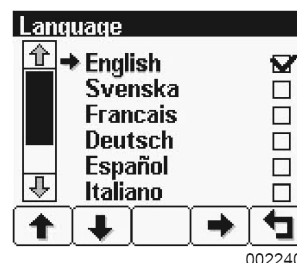 Language
English
Svenska
Francais
Deutsch
Español
Italiano
002240